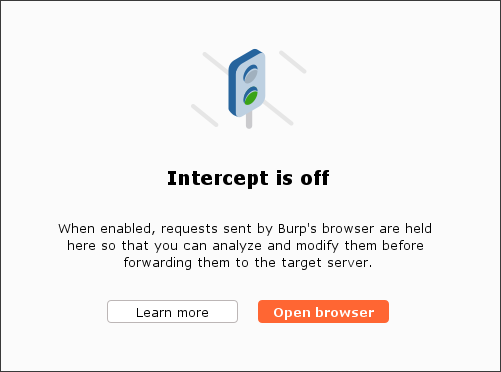 Intercept is off
When enabled, requests sent by Burp's browser are held
here so that you can analyze and modify them before
forwarding them to the target server.
Learn more
Open browser